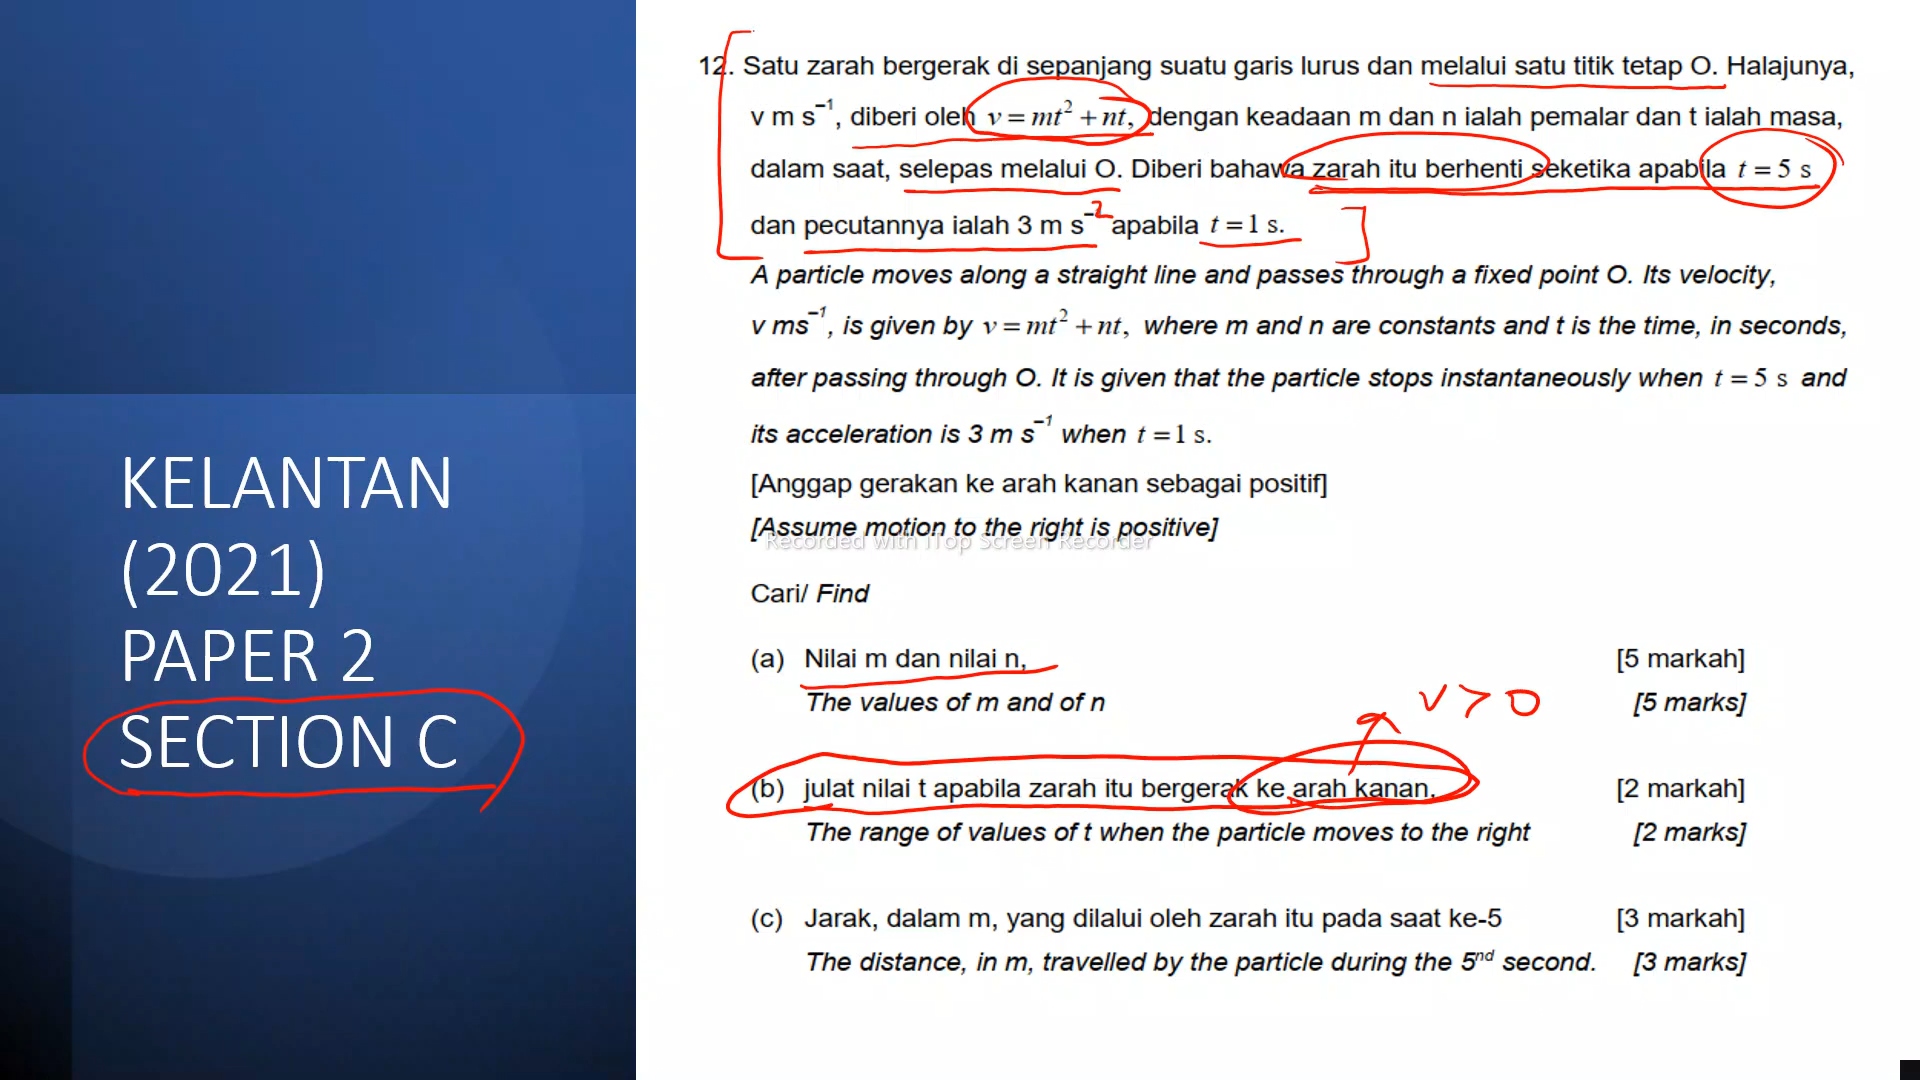 KELANTAN
(2021)
PAPER 2
SECTION C
12. Satu zarah bergerak di sepanjang suatu garis lurus dan melalui satu titik tetap O. Halajunya,
v m s⁻¹, diberi oleh v = mt² + nt, dengan keadaan m dan n ialah pemalar dan t ialah masa,
dalam saat, selepas melalui O. Diberi bahawa zarah itu berhenti seketika apabila t = 5 s
dan pecutannya ialah 3 m s⁻² apabila t = 1 s.
A particle moves along a straight line and passes through a fixed point O. Its velocity,
v ms⁻¹, is given by v = mt² + nt, where m and n are constants and t is the time, in seconds,
after passing through O. It is given that the particle stops instantaneously when t = 5 s and
its acceleration is 3 m s⁻¹ when t = 1 s.
[Anggap gerakan ke arah kanan sebagai positif]
[Assume motion to the right is positive]
Recorded with iTop Screen Recorder
Cari/ Find
(a) Nilai m dan nilai n, [5 markah]
The values of m and of n [5 marks]
v > 0
(b) julat nilai t apabila zarah itu bergerak ke arah kanan. [2 markah]
The range of values of t when the particle moves to the right [2 marks]
(c) Jarak, dalam m, yang dilalui oleh zarah itu pada saat ke-5 [3 markah]
The distance, in m, travelled by the particle during the 5ⁿᵈ second. [3 marks]